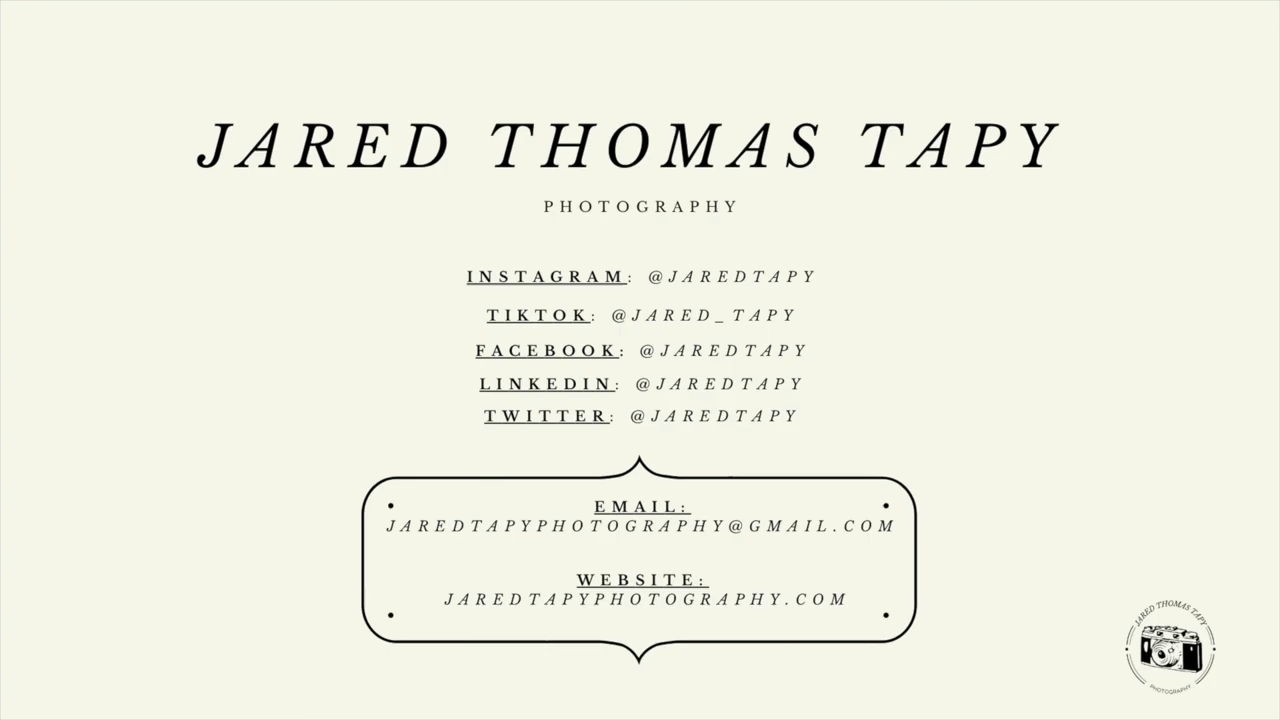 JARED THOMAS TAPY
PHOTOGRAPHY
INSTAGRAM: @JAREDTAPY
TIKTOK: @JARED_TAPY
FACEBOOK: @JAREDTAPY
LINKEDIN: @JAREDTAPY
TWITTER: @JAREDTAPY
EMAIL:
JAREDTAPYPHOTOGRAPHY@GMAIL.COM
WEBSITE:
JAREDTAPYPHOTOGRAPHY.COM
JARED THOMAS TAPY
PHOTOGRAPHY